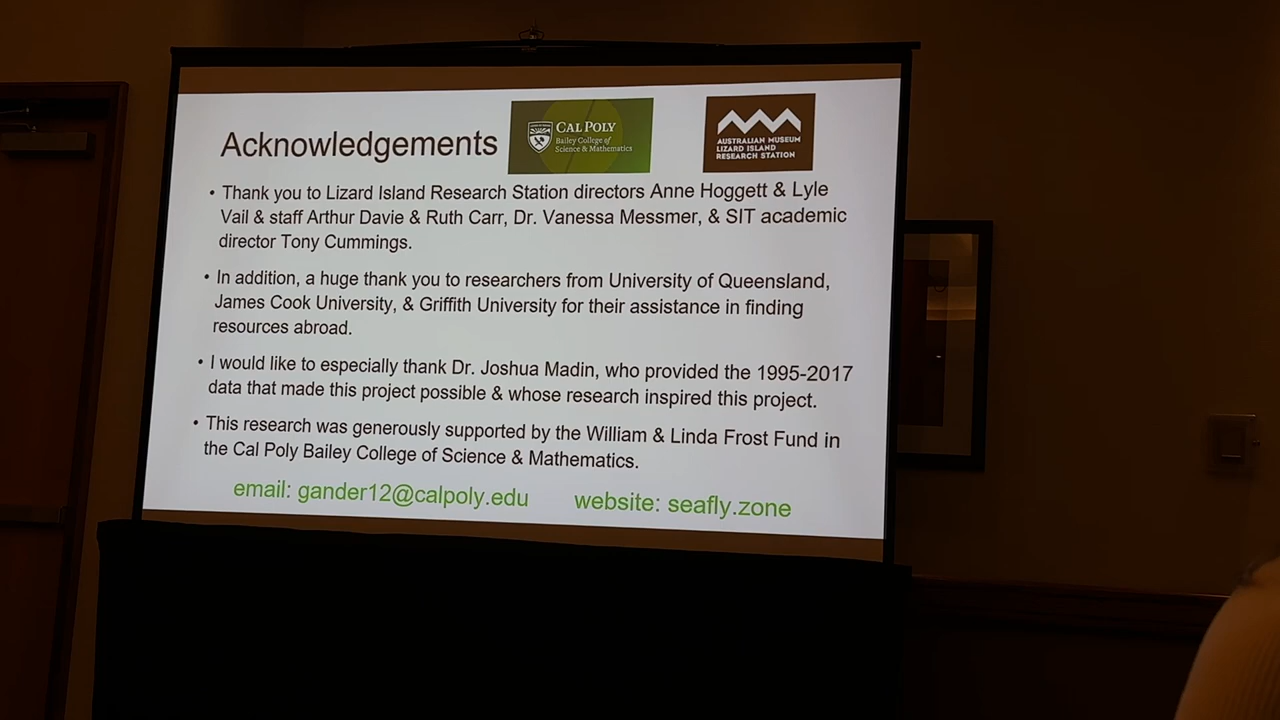 Acknowledgements
CAL POLY
Bailey College of
Science & Mathematics
AUSTRALIAN MUSEUM
LIZARD ISLAND
RESEARCH STATION
• Thank you to Lizard Island Research Station directors Anne Hoggett & Lyle
Vail & staff Arthur Davie & Ruth Carr, Dr. Vanessa Messmer, & SIT academic
director Tony Cummings.
• In addition, a huge thank you to researchers from University of Queensland,
James Cook University, & Griffith University for their assistance in finding
resources abroad.
• I would like to especially thank Dr. Joshua Madin, who provided the 1995-2017
data that made this project possible & whose research inspired this project.
• This research was generously supported by the William & Linda Frost Fund in
the Cal Poly Bailey College of Science & Mathematics.
email: gander12@calpoly.edu website: seafly.zone